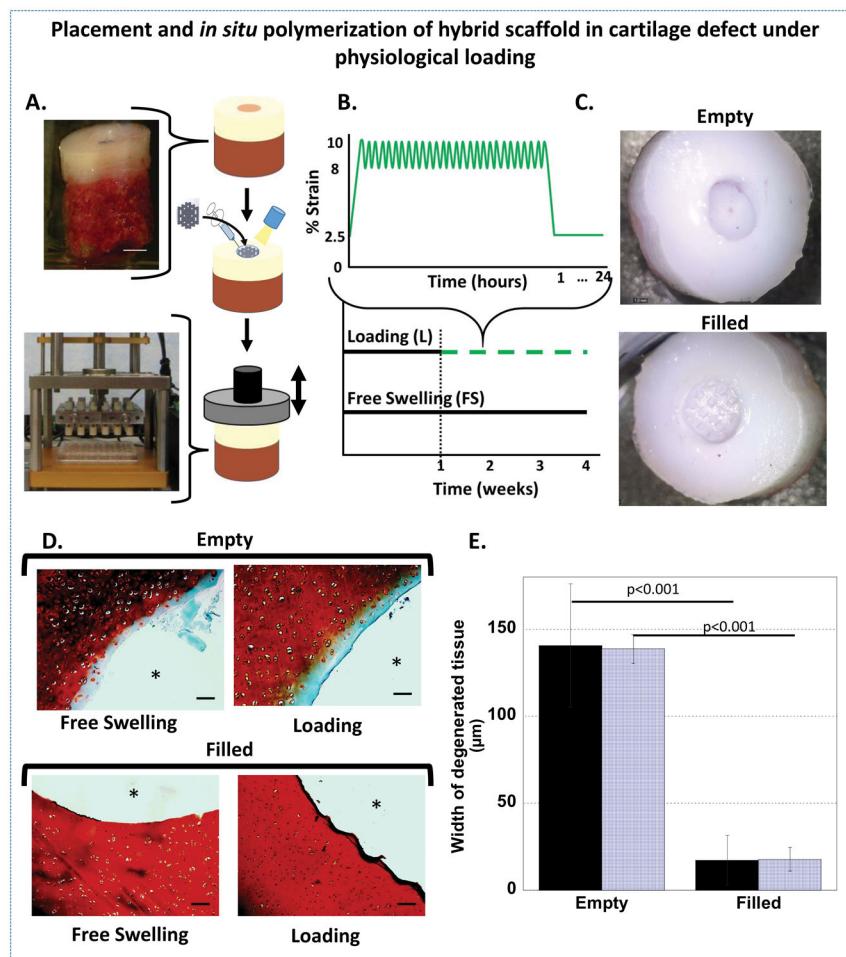 Placement and in situ polymerization of hybrid scaffold in cartilage defect under
physiological loading
A.
B.
% Strain
10
8
2.5
0
Time (hours)
1 ... 24
Loading (L)
Free Swelling (FS)
1
2
3
4
Time (weeks)
C.
Empty
Filled
D.
Empty
*
*
Free Swelling
Loading
Filled
*
*
Free Swelling
Loading
E.
Width of degenerated tissue
(µm)
150
100
50
0
p<0.001
p<0.001
Empty
Filled